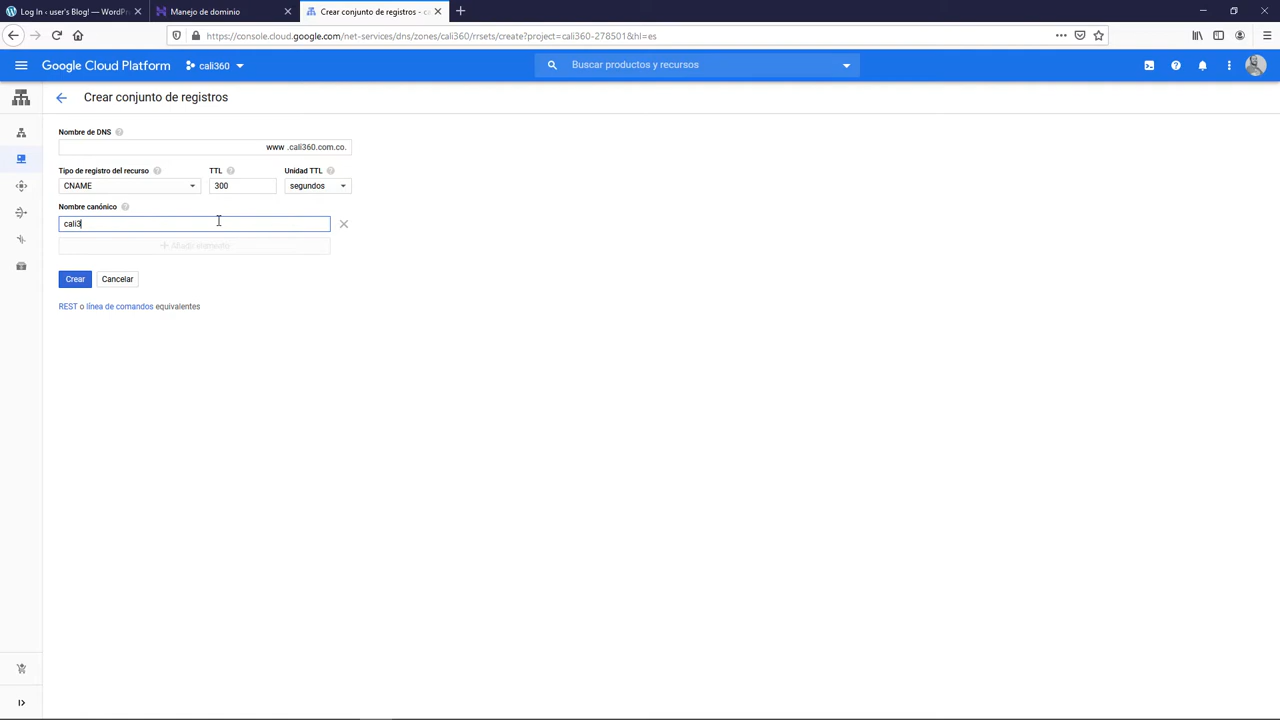 Log In ‹ user's Blog! — WordPr
Manejo de dominio
Crear conjunto de registros - c
https://console.cloud.google.com/net-services/dns/zones/cali360/rrsets/create?project=cali360-278501&hl=es
Google Cloud Platform
cali360
Buscar productos y recursos
Crear conjunto de registros
Nombre de DNS
www .cali360.com.co.
Tipo de registro del recurso
TTL
Unidad TTL
CNAME
300
segundos
Nombre canónico
cali3
Añadir elemento
Crear
Cancelar
REST o línea de comandos equivalentes